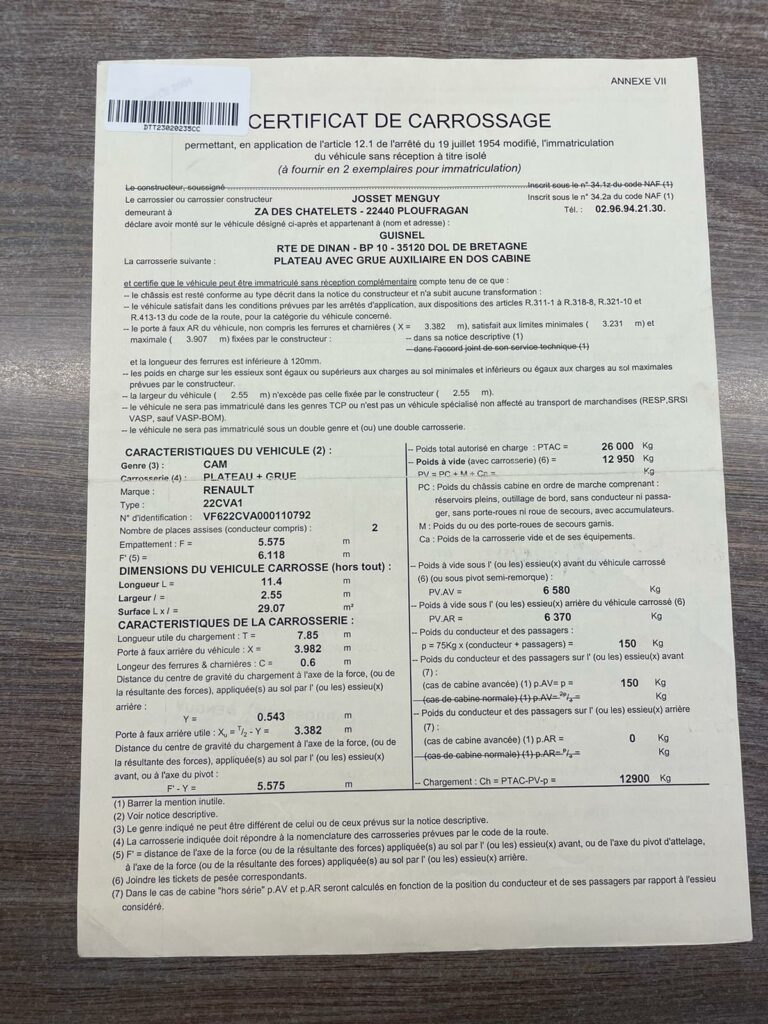 ANNEXE VII
DTT23020235CC
CERTIFICAT DE CARROSSAGE
permettant, en application de l'article 12.1 de l'arrêté du 19 juillet 1954 modifié, l'immatriculation
du véhicule sans réception à titre isolé
(à fournir en 2 exemplaires pour immatriculation)
Le constructeur, soussigné Inscrit sous le n° 34.1z du code NAF (1)
Le carrossier ou carrossier constructeur JOSSET MENGUY Inscrit sous le n° 34.2a du code NAF (1)
demeurant à ZA DES CHATELETS - 22440 PLOUFRAGAN Tél. : 02.96.94.21.30.
déclare avoir monté sur le véhicule désigné ci-après et appartenant à (nom et adresse) :
GUISNEL
RTE DE DINAN - BP 10 - 35120 DOL DE BRETAGNE
La carrosserie suivante : PLATEAU AVEC GRUE AUXILIAIRE EN DOS CABINE
et certifie que le véhicule peut être immatriculé sans réception complémentaire compte tenu de ce que :
-- le châssis est resté conforme au type décrit dans la notice du constructeur et n'a subit aucune transformation :
-- le véhicule satisfait dans les conditions prévues par les arrêtés d'application, aux dispositions des articles R.311-1 à R.318-8, R.321-10 et
R.413-13 du code de la route, pour la catégorie du véhicule concerné.
-- le porte à faux AR du véhicule, non compris les ferrures et charnières ( X = 3.382 m), satisfait aux limites minimales ( 3.231 m) et
maximale ( 3.907 m) fixées par le constructeur : -- dans sa notice descriptive (1)
-- dans l'accord joint de son service technique (1)
et la longueur des ferrures est inférieure à 120mm.
-- les poids en charge sur les essieux sont égaux ou supérieurs aux charges au sol minimales et inférieurs ou égaux aux charges au sol maximales
prévues par le constructeur.
-- la largeur du véhicule ( 2.55 m) n'excède pas celle fixée par le constructeur ( 2.55 m).
-- le véhicule ne sera pas immatriculé dans les genres TCP ou n'est pas un véhicule spécialisé non affecté au transport de marchandises (RESP,SRSI
VASP, sauf VASP-BOM).
-- le véhicule ne sera pas immatriculé sous un double genre et (ou) une double carrosserie.
CARACTERISTIQUES DU VEHICULE (2) :
Genre (3) : CAM
Carrosserie (4) : PLATEAU + GRUE
Marque : RENAULT
Type : 22CVA1
N° d'identification : VF622CVA000110792
Nombre de places assises (conducteur compris) : 2
Empattement : F = 5.575 m
F' (5) = 6.118 m
DIMENSIONS DU VEHICULE CARROSSE (hors tout) :
Longueur L = 11.4 m
Largeur l = 2.55 m
Surface L x l = 29.07 m²
CARACTERISTIQUES DE LA CARROSSERIE :
Longueur utile du chargement : T = 7.85 m
Porte à faux arrière du véhicule : X = 3.982 m
Longeur des ferrures & charnières : C = 0.6 m
Distance du centre de gravité du chargement à l'axe de la force, (ou de
la résultante des forces), appliquée(s) au sol par l' (ou les) essieu(x)
arrière :
Y = 0.543 m
Porte à faux arrière utile : Xu = T/2 - Y = 3.382 m
Distance du centre de gravité du chargement à l'axe de la force, (ou de
la résultante des forces), appliquée(s) au sol par l' (ou les) essieu(x)
avant, ou à l'axe du pivot :
F' - Y = 5.575 m
-- Poids total autorisé en charge : PTAC = 26 000 Kg
-- Poids à vide (avec carrosserie) (6) = 12 950 Kg
PV = PC + M + Ca = Kg
PC : Poids du châssis cabine en ordre de marche comprenant :
réservoirs pleins, outillage de bord, sans conducteur ni passa-
ger, sans porte-roues ni roue de secours, avec accumulateurs.
M : Poids du ou des porte-roues de secours garnis.
Ca : Poids de la carrosserie vide et de ses équipements.
-- Poids à vide sous l' (ou les) essieu(x) avant du véhicule carrossé
(6) (ou sous pivot semi-remorque) :
PV.AV = 6 580 Kg
-- Poids à vide sous l' (ou les) essieu(x) arrière du véhicule carrossé (6)
PV.AR = 6 370 Kg
-- Poids du conducteur et des passagers :
p = 75Kg x (conducteur + passagers) = 150 Kg
-- Poids du conducteur et des passagers sur l' (ou les) essieu(x) avant
(7) :
(cas de cabine avancée) (1) p.AV= p = 150 Kg
(cas de cabine normale) (1) p.AV= 2p/3= Kg
-- Poids du conducteur et des passagers sur l' (ou les) essieu(x) arrière
(7) :
(cas de cabine avancée) (1) p.AR = 0 Kg
(cas de cabine normale) (1) p.AR= p/3= Kg
-- Chargement : Ch = PTAC-PV-p = 12900 Kg
(1) Barrer la mention inutile.
(2) Voir notice descriptive.
(3) Le genre indiqué ne peut être différent de celui ou de ceux prévus sur la notice descriptive.
(4) La carrosserie indiquée doit répondre à la nomenclature des carrosseries prévues par le code de la route.
(5) F' = distance de l'axe de la force (ou de la résultante des forces) appliquée(s) au sol par l' (ou les) essieu(x) avant, ou de l'axe du pivot d'attelage,
à l'axe de la force (ou de la résultante des forces) appliquée(s) au sol par l' (ou les) essieu(x) arrière.
(6) Joindre les tickets de pesée correspondants.
(7) Dans le cas de cabine "hors série" p.AV et p.AR seront calculés en fonction de la position du conducteur et de ses passagers par rapport à l'essieu
considéré.